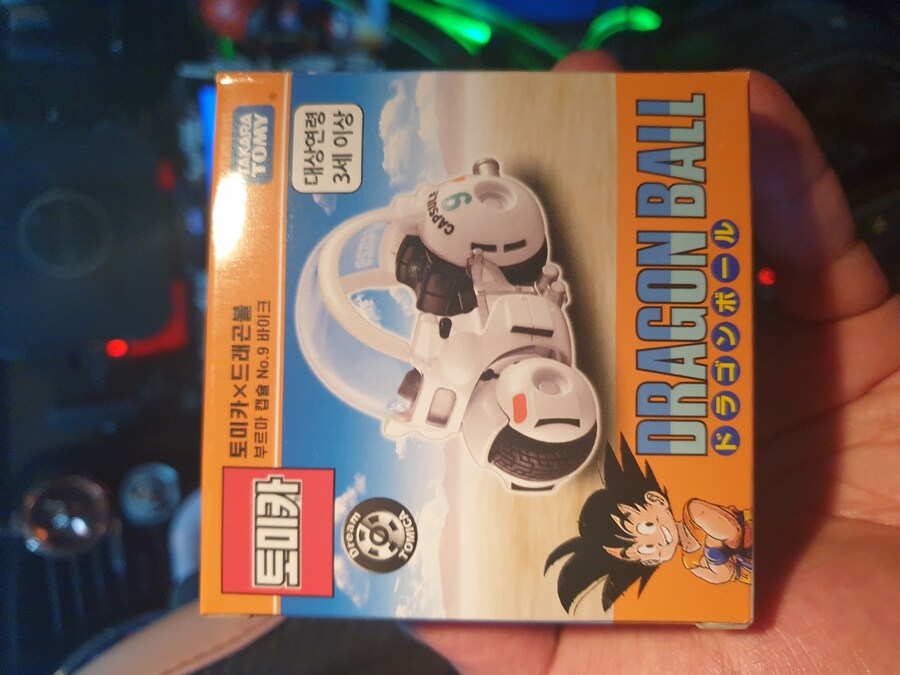 TAKARA
TOMY
®
대상연령
3세 이상
토미카×드래곤볼
부르마 캡슐 No.9 바이크
토미카
Dream
TOMICA
CAPSULE
9
DRAGON BALL
ドラゴンボール